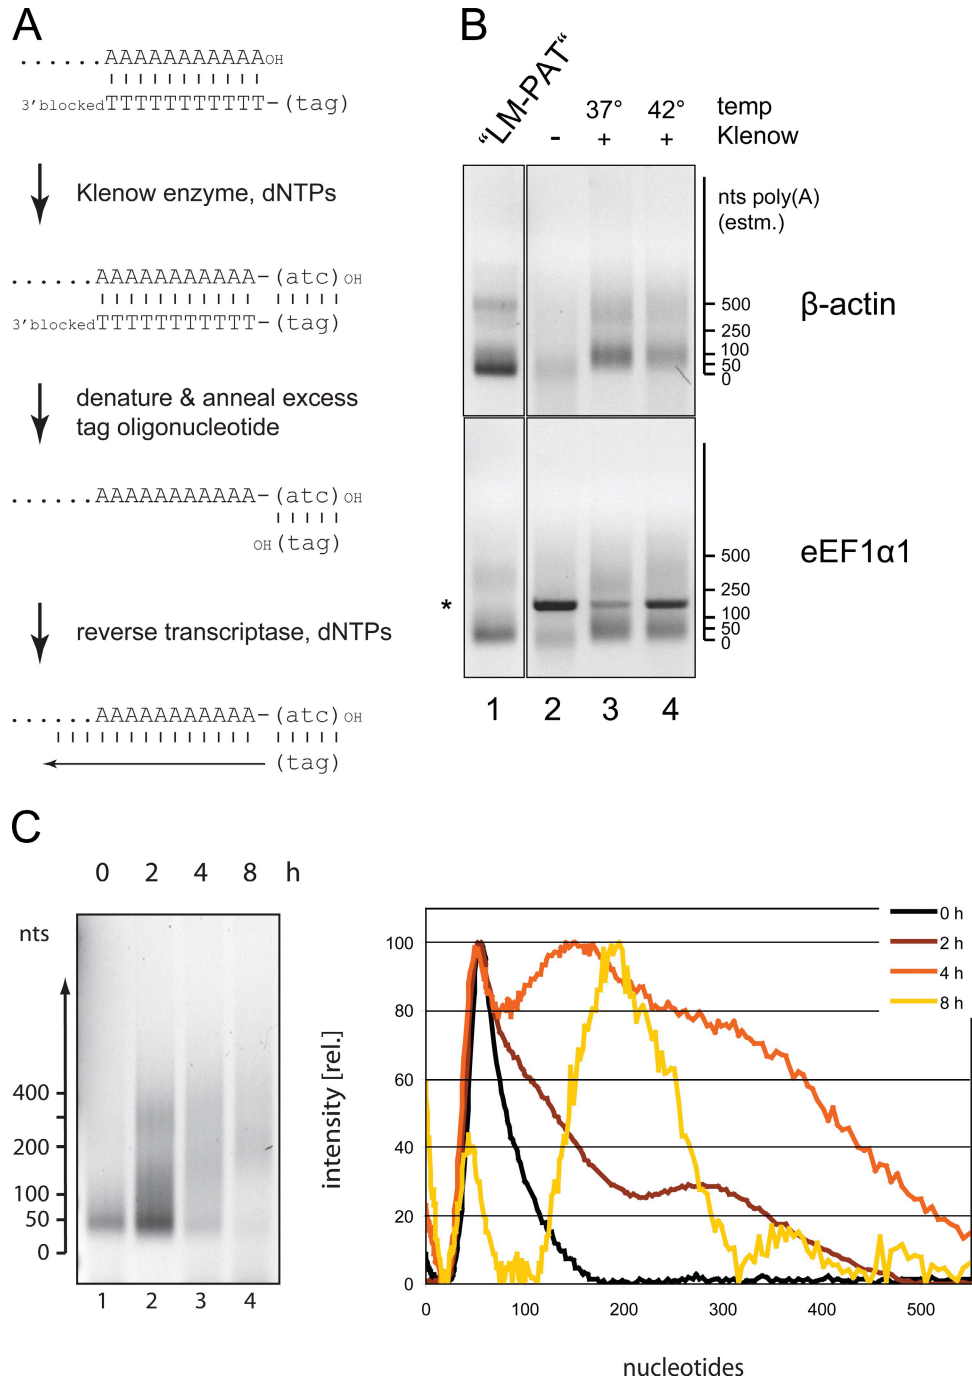 A
......AAAAAAAAAAAOH
3'blockedTTTTTTTTTTT-(tag)
Klenow enzyme, dNTPs
......AAAAAAAAAAA-(atc)OH
3'blockedTTTTTTTTTTT-(tag)
denature & anneal excess
tag oligonucleotide
......AAAAAAAAAAA-(atc)OH
OH(tag)
reverse transcriptase, dNTPs
......AAAAAAAAAAA-(atc)OH
(tag)
B
“LM-PAT“
37° 42° temp
- + + Klenow
nts poly(A)
(estm.)
500
250
100
50
0
β-actin
500
250
100
50
0
eEF1α1
*
1 2 3 4
C
0 2 4 8 h
nts
400
200
100
50
0
1 2 3 4
intensity [rel.]
100
80
60
40
20
0
0 100 200 300 400 500
nucleotides
0 h
2 h
4 h
8 h